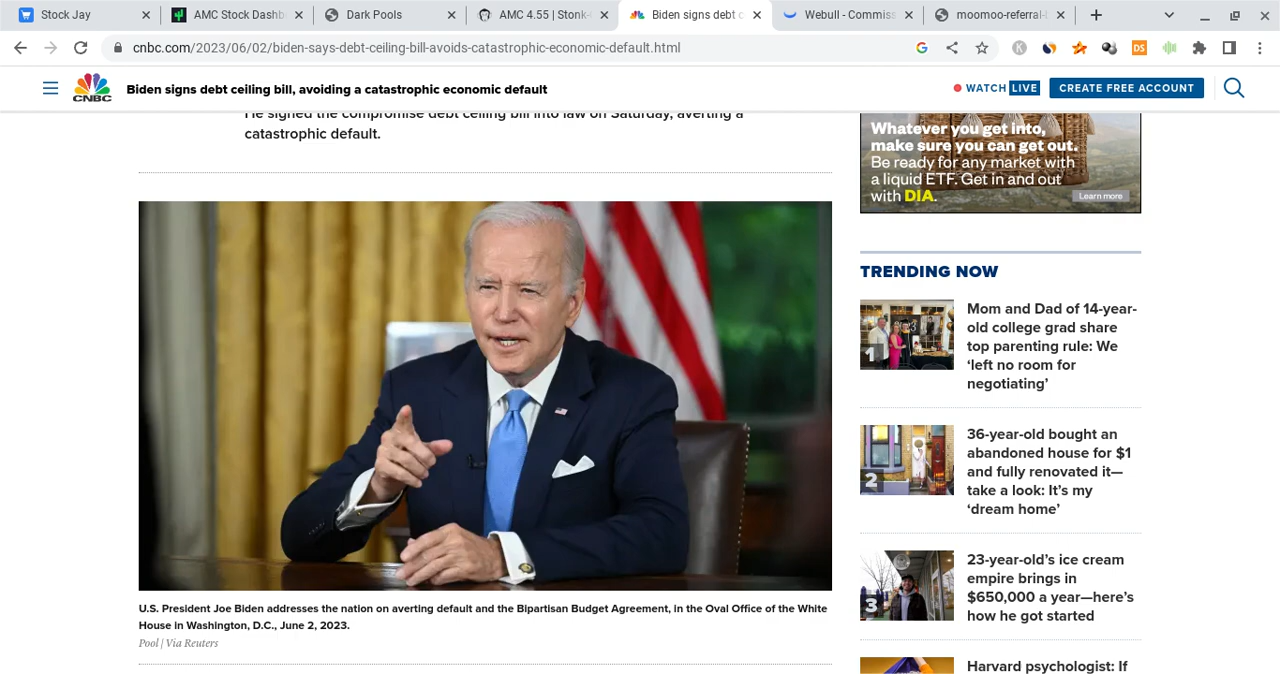 Stock Jay
AMC Stock Dashb
Dark Pools
AMC 4.55 | Stonk-
Biden signs debt c
Webull - Commiss
moomoo-referral-
cnbc.com/2023/06/02/biden-says-debt-ceiling-bill-avoids-catastrophic-economic-default.html
DS
CNBC
Biden signs debt ceiling bill, avoiding a catastrophic economic default
WATCH LIVE
CREATE FREE ACCOUNT
He signed the compromise debt ceiling bill into law on Saturday, averting a
catastrophic default.
Whatever you get into,
make sure you can get out.
Be ready for any market with
a liquid ETF. Get in and out
with DIA.
Learn more
TRENDING NOW
1
Mom and Dad of 14-year-
old college grad share
top parenting rule: We
‘left no room for
negotiating’
2
36-year-old bought an
abandoned house for $1
and fully renovated it—
take a look: It’s my
‘dream home’
3
23-year-old’s ice cream
empire brings in
$650,000 a year—here’s
how he got started
Harvard psychologist: If
U.S. President Joe Biden addresses the nation on averting default and the Bipartisan Budget Agreement, in the Oval Office of the White
House in Washington, D.C., June 2, 2023.
Pool | Via Reuters